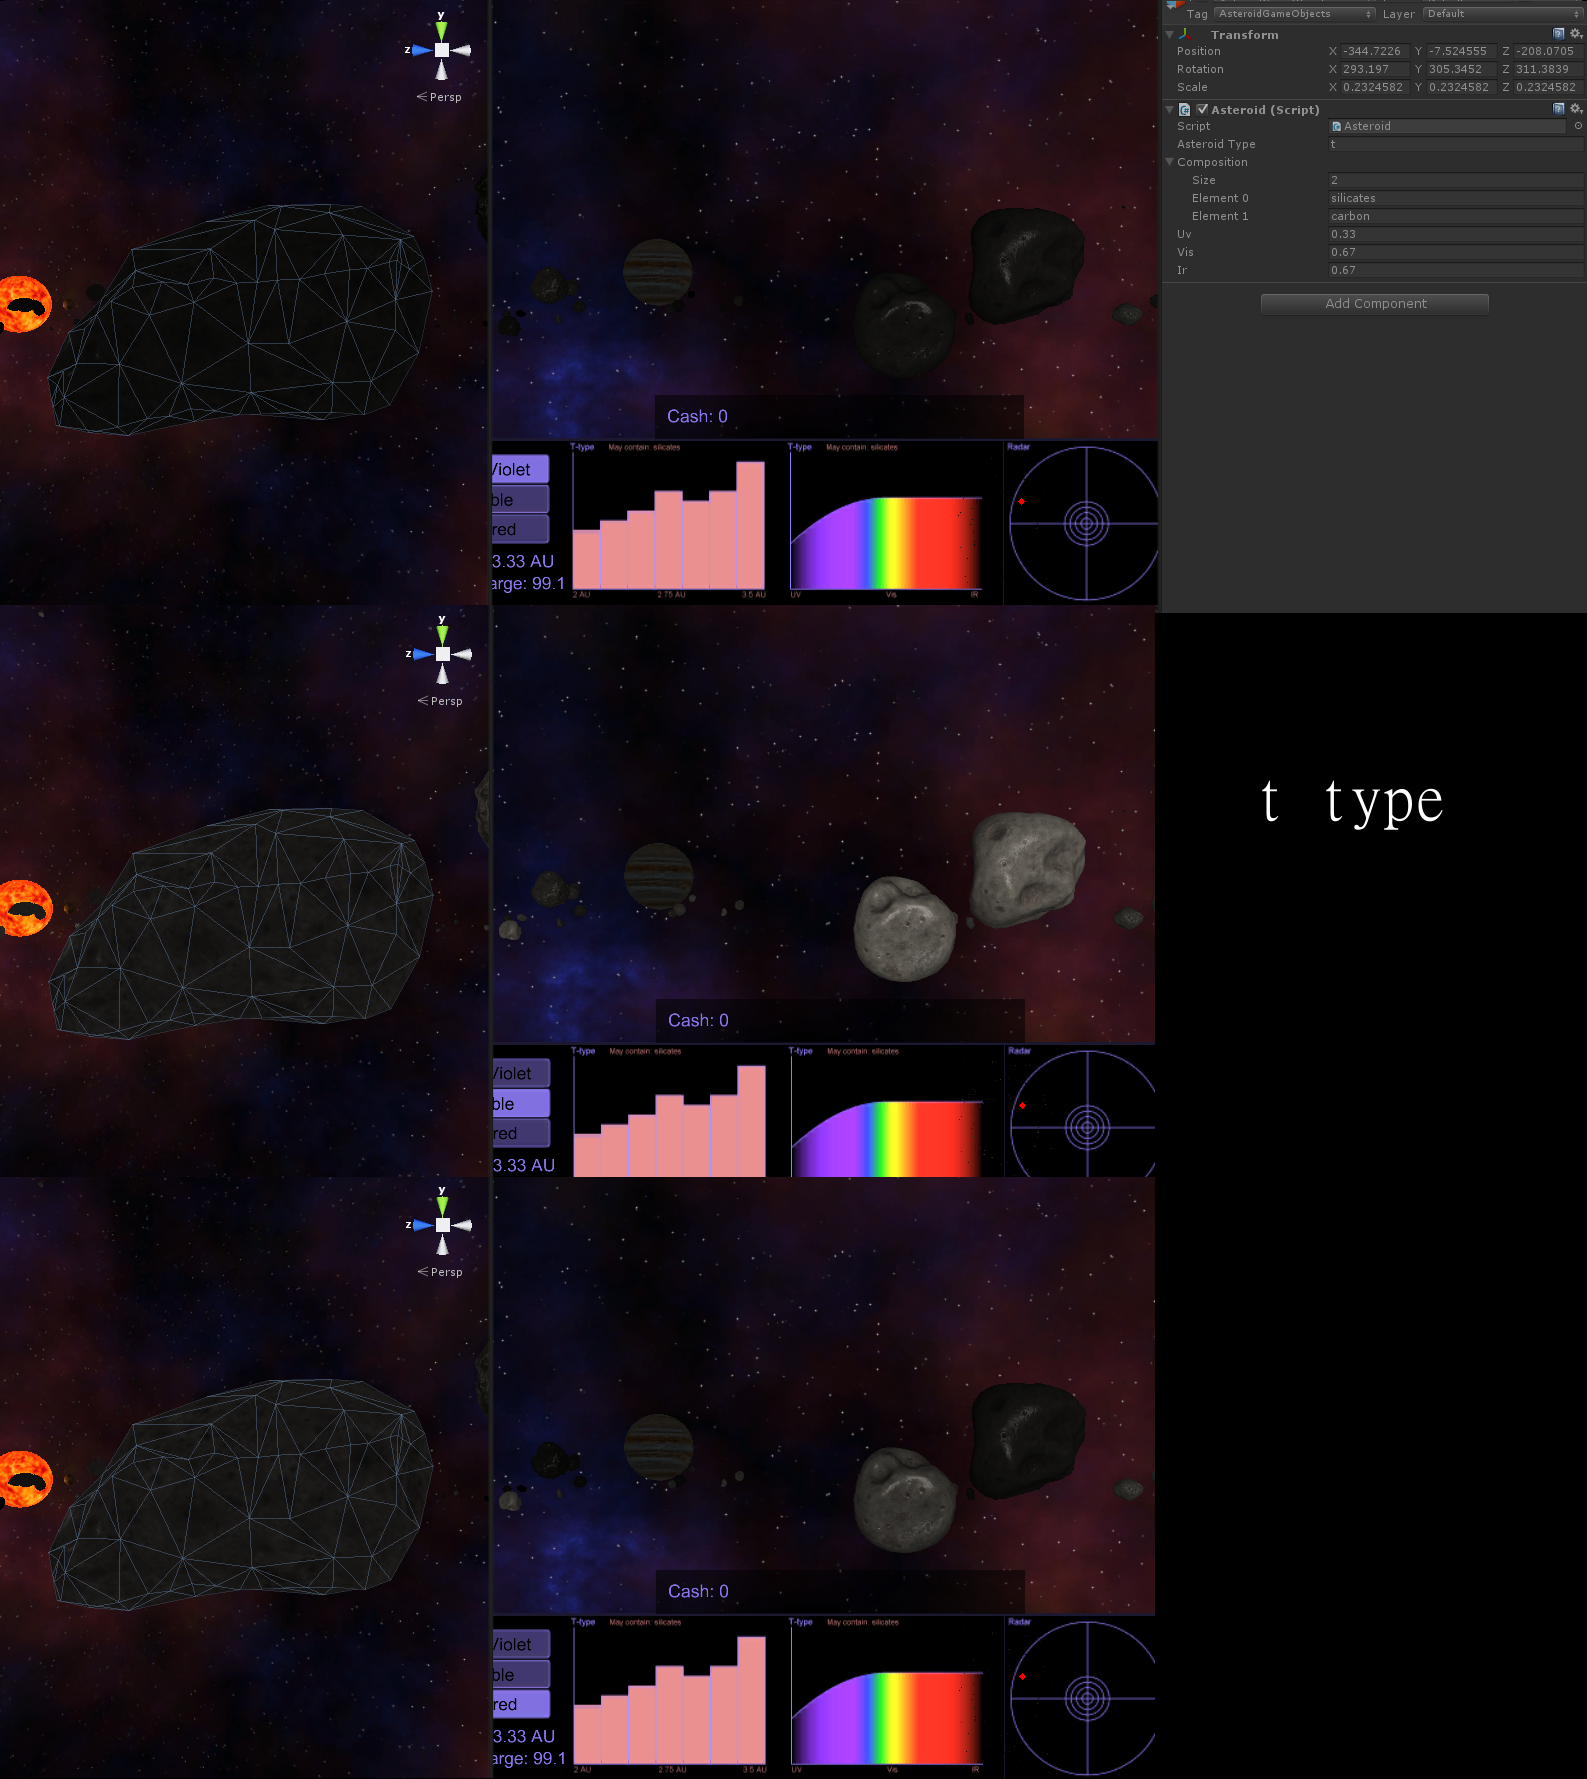 y
z
< Persp
Cash: 0
Violet
ble
red
3.33 AU
arge: 99.1
T-type May contain: silicates
2 AU 2.75 AU 3.5 AU
T-type May contain: silicates
UV Vis IR
Radar
Tag AsteroidGameObjects Layer Default
Transform
Position X -344.7226 Y -7.524555 Z -208.0705
Rotation X 293.197 Y 305.3452 Z 311.3839
Scale X 0.2324582 Y 0.2324582 Z 0.2324582
Asteroid (Script)
Script Asteroid
Asteroid Type t
Composition
Size 2
Element 0 silicates
Element 1 carbon
Uv 0.33
Vis 0.67
Ir 0.67
Add Component
y
z
< Persp
Cash: 0
Violet
ble
red
3.33 AU
T-type May contain: silicates
T-type May contain: silicates
Radar
t type
y
z
< Persp
Cash: 0
Violet
ble
red
3.33 AU
arge: 99.1
T-type May contain: silicates
2 AU 2.75 AU 3.5 AU
T-type May contain: silicates
UV Vis IR
Radar